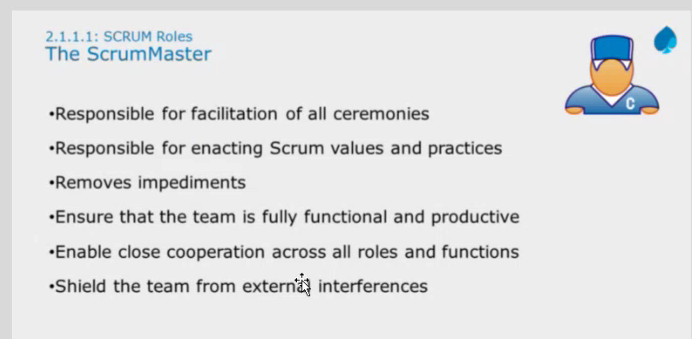 2.1.1.1: SCRUM Roles
The ScrumMaster
•Responsible for facilitation of all ceremonies
•Responsible for enacting Scrum values and practices
•Removes impediments
•Ensure that the team is fully functional and productive
•Enable close cooperation across all roles and functions
•Shield the team from external interferences
C